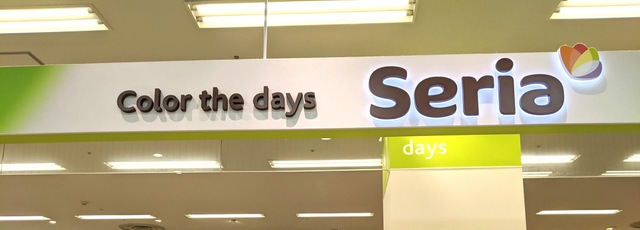 Color the days
Seria
days